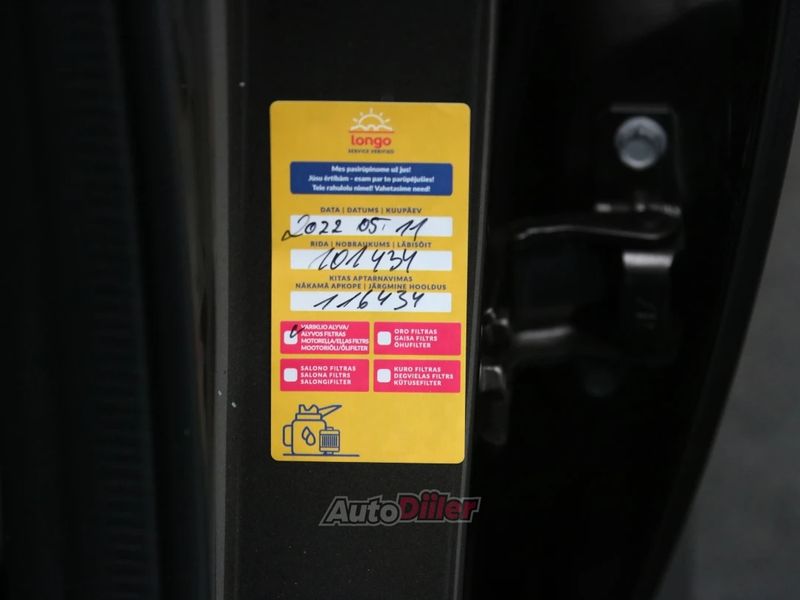 longo
SERVICE VERIFIED
Mes pasirūpinome už jus!
Jūsu ērtībām - esam par to parūpējušies!
Teie rahulolu nimel! Vahetasime need!
DATA | DATUMS | KUUPÄEV
2022 05. 11
RIDA | NOBRAUKUMS | LÄBISÕIT
101434
KITAS APTARNAVIMAS
NĀKAMĀ APKOPE | JÄRGMINE HOOLDUS
116434
VARIKLIO ALYVA/
ALYVOS FILTRAS
MOTORELLA/ELLAS FILTRS
MOOTORIÕLI/ÕLIFILTER
ORO FILTRAS
GAISA FILTRS
ÕHUFILTER
SALONO FILTRAS
SALONA FILTRS
SALONGIFILTER
KURO FILTRAS
DEGVIELAS FILTRS
KÜTUSEFILTER
AutoDiiler